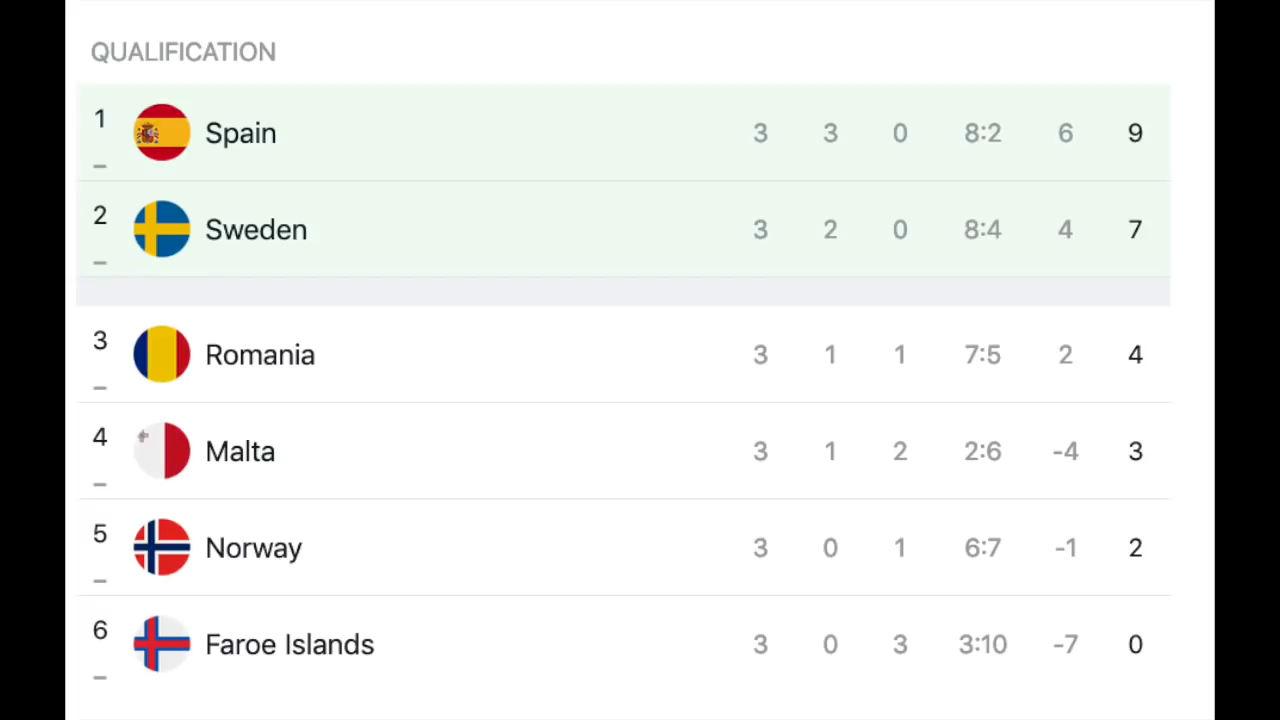 QUALIFICATION
1 Spain 3 3 0 8:2 6 9
–
2 Sweden 3 2 0 8:4 4 7
–
3 Romania 3 1 1 7:5 2 4
–
4 Malta 3 1 2 2:6 -4 3
–
5 Norway 3 0 1 6:7 -1 2
–
6 Faroe Islands 3 0 3 3:10 -7 0
–